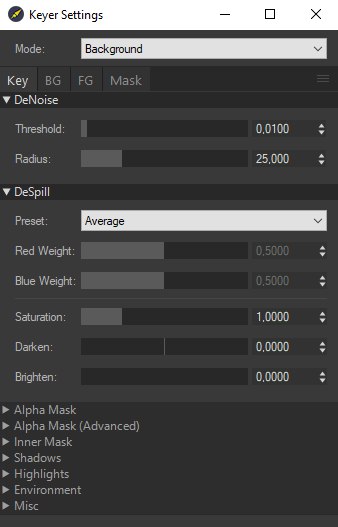 Keyer Settings
Mode: Background
Key BG FG Mask
DeNoise
Threshold: 0,0100
Radius: 25,000
DeSpill
Preset: Average
Red Weight: 0,5000
Blue Weight: 0,5000
Saturation: 1,0000
Darken: 0,0000
Brighten: 0,0000
Alpha Mask
Alpha Mask (Advanced)
Inner Mask
Shadows
Highlights
Environment
Misc